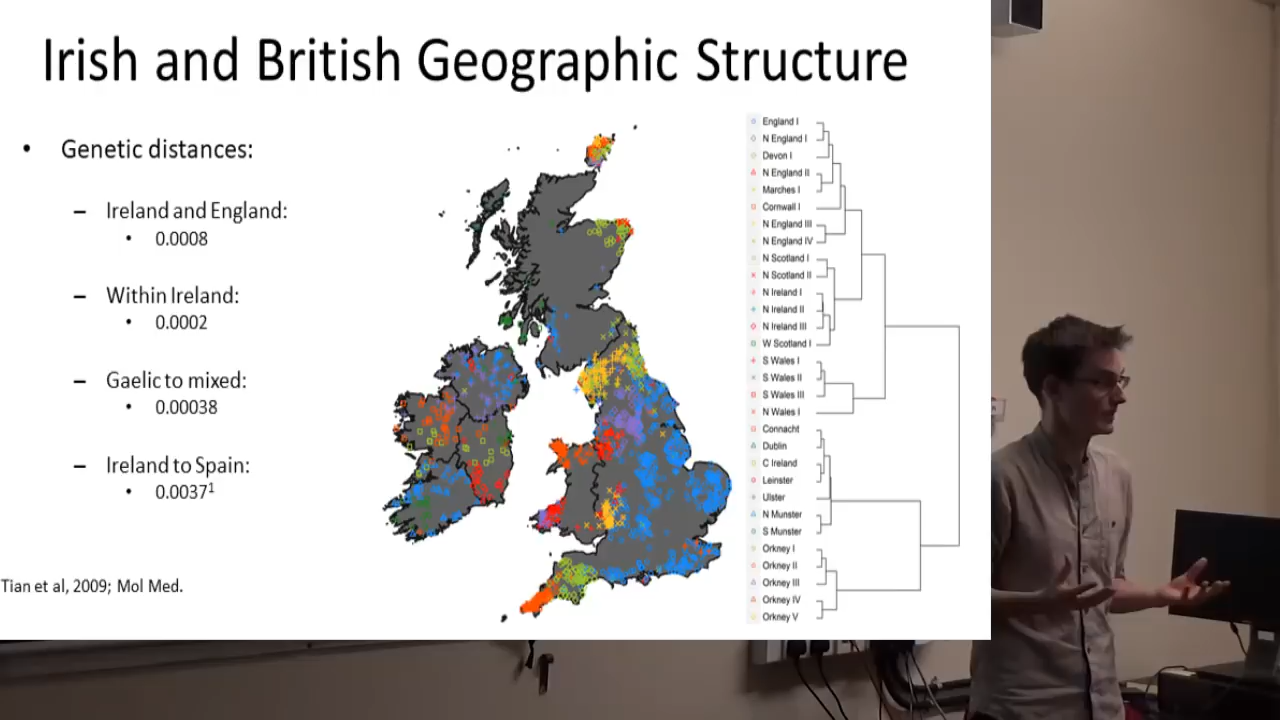 Irish and British Geographic Structure
• Genetic distances:
– Ireland and England:
• 0.0008
– Within Ireland:
• 0.0002
– Gaelic to mixed:
• 0.00038
– Ireland to Spain:
• 0.0037¹
Tian et al, 2009; Mol Med.
England I
N England I
Devon I
N England II
Marches I
Cornwall I
N England III
N England IV
N Scotland I
N Scotland II
N Ireland I
N Ireland II
N Ireland III
W Scotland I
S Wales I
S Wales II
S Wales III
N Wales I
Connacht
Dublin
C Ireland
Leinster
Ulster
N Munster
S Munster
Orkney I
Orkney II
Orkney III
Orkney IV
Orkney V